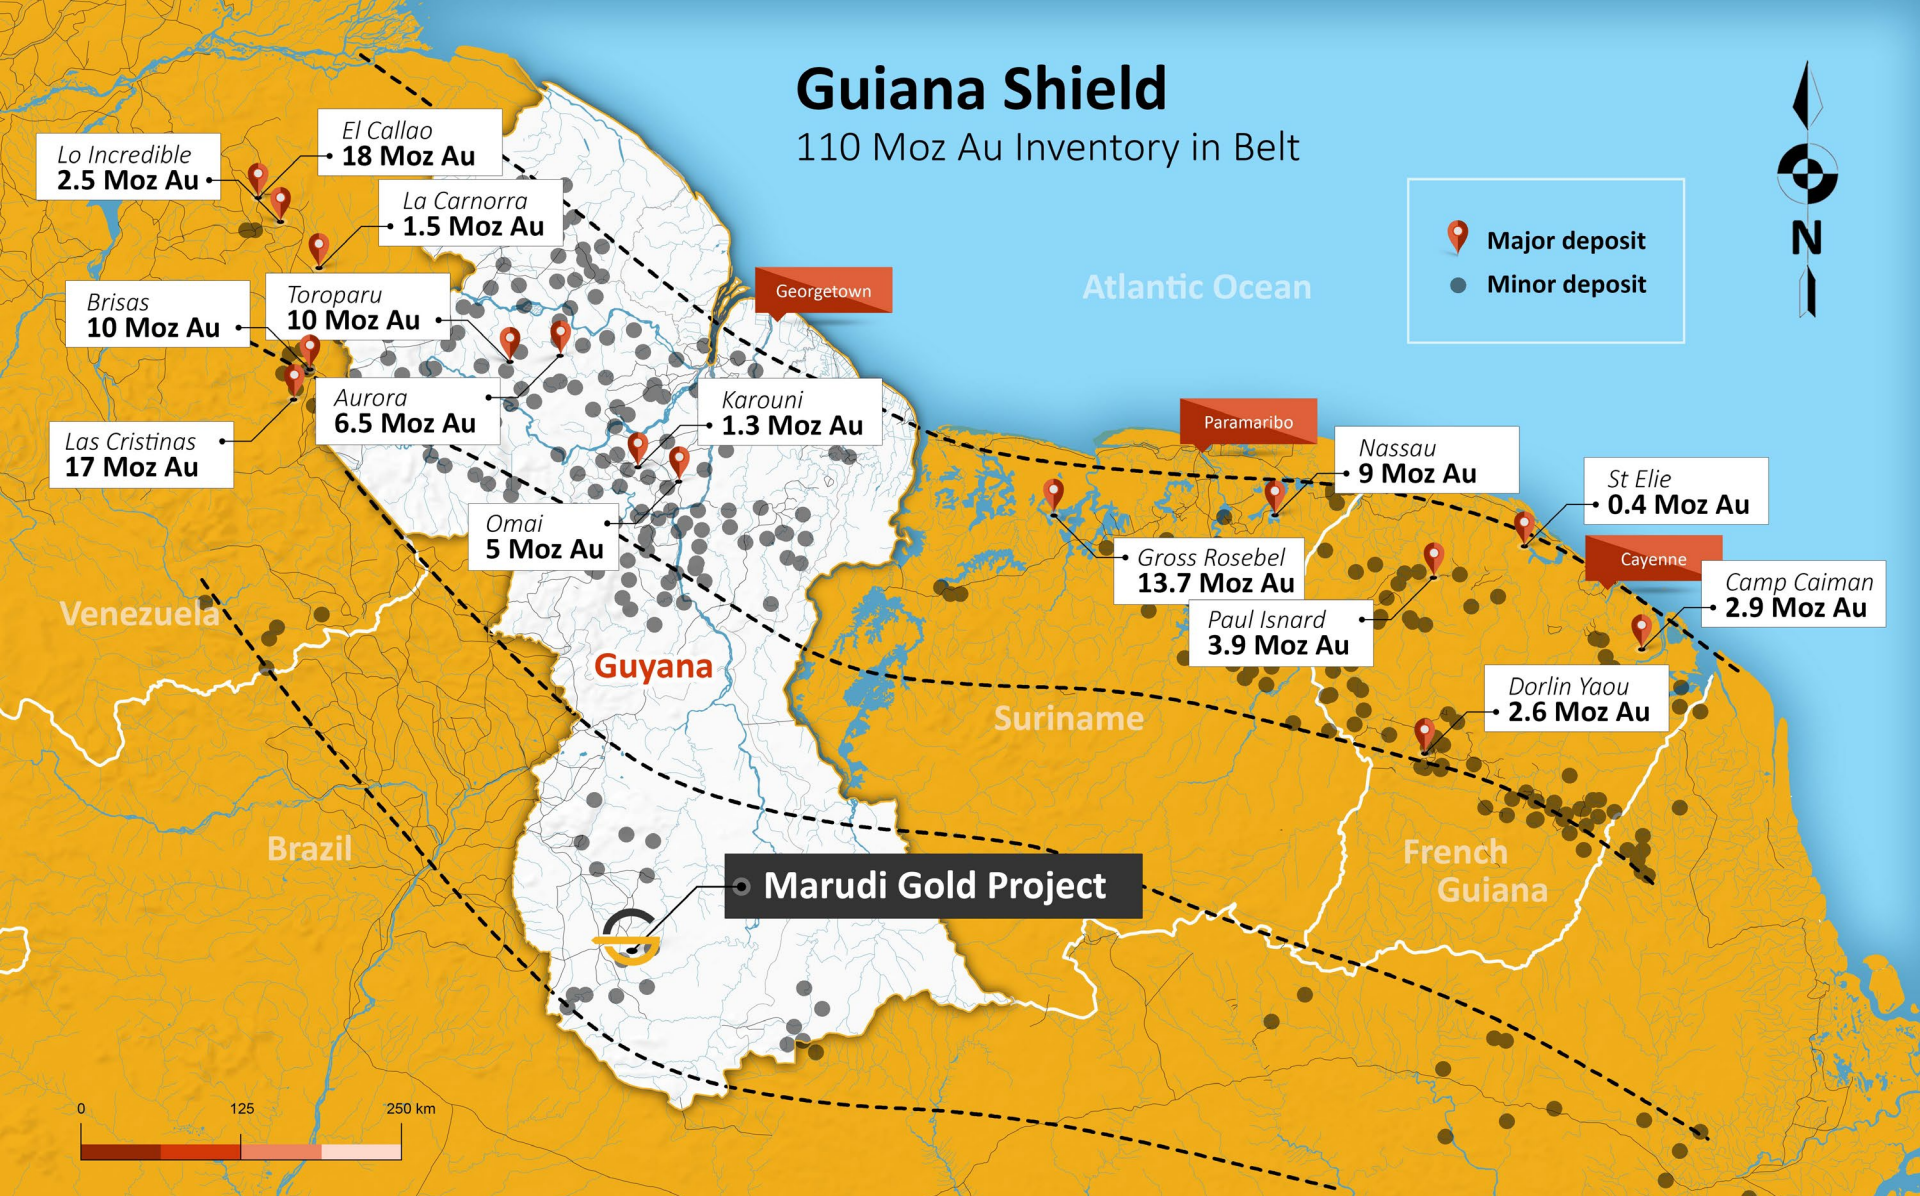 Guiana Shield
110 Moz Au Inventory in Belt
El Callao
18 Moz Au
Lo Incredible
2.5 Moz Au
La Carnorra
1.5 Moz Au
Brisas
10 Moz Au
Toroparu
10 Moz Au
Georgetown
Atlantic Ocean
Major deposit
Minor deposit
N
Aurora
6.5 Moz Au
Karouni
1.3 Moz Au
Las Cristinas
17 Moz Au
Paramaribo
Nassau
9 Moz Au
St Elie
0.4 Moz Au
Omai
5 Moz Au
Gross Rosebel
13.7 Moz Au
Cayenne
Camp Caiman
2.9 Moz Au
Paul Isnard
3.9 Moz Au
Venezuela
Guyana
Suriname
Dorlin Yaou
2.6 Moz Au
Brazil
French
Guiana
Marudi Gold Project
0 125 250 km